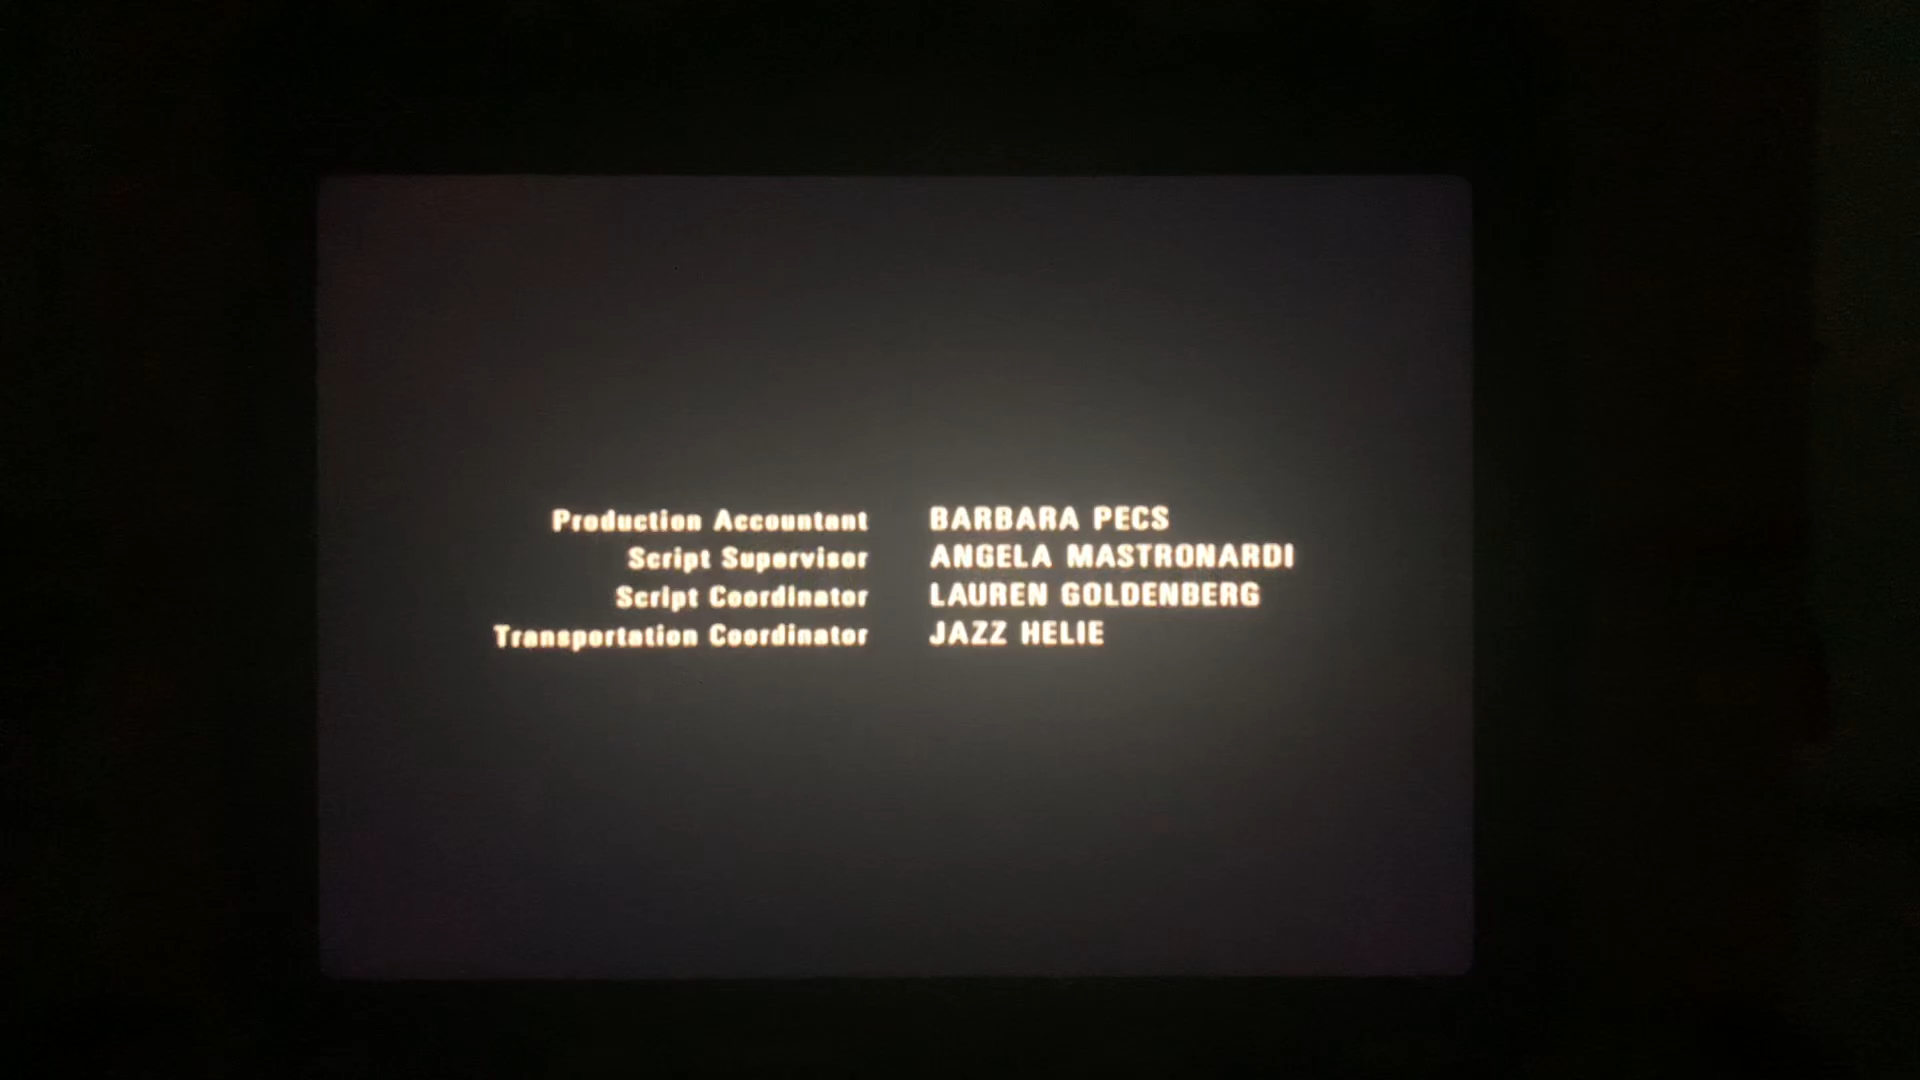 Production Accountant BARBARA PECS
Script Supervisor ANGELA MASTRONARDI
Script Coordinator LAUREN GOLDENBERG
Transportation Coordinator JAZZ HELIE